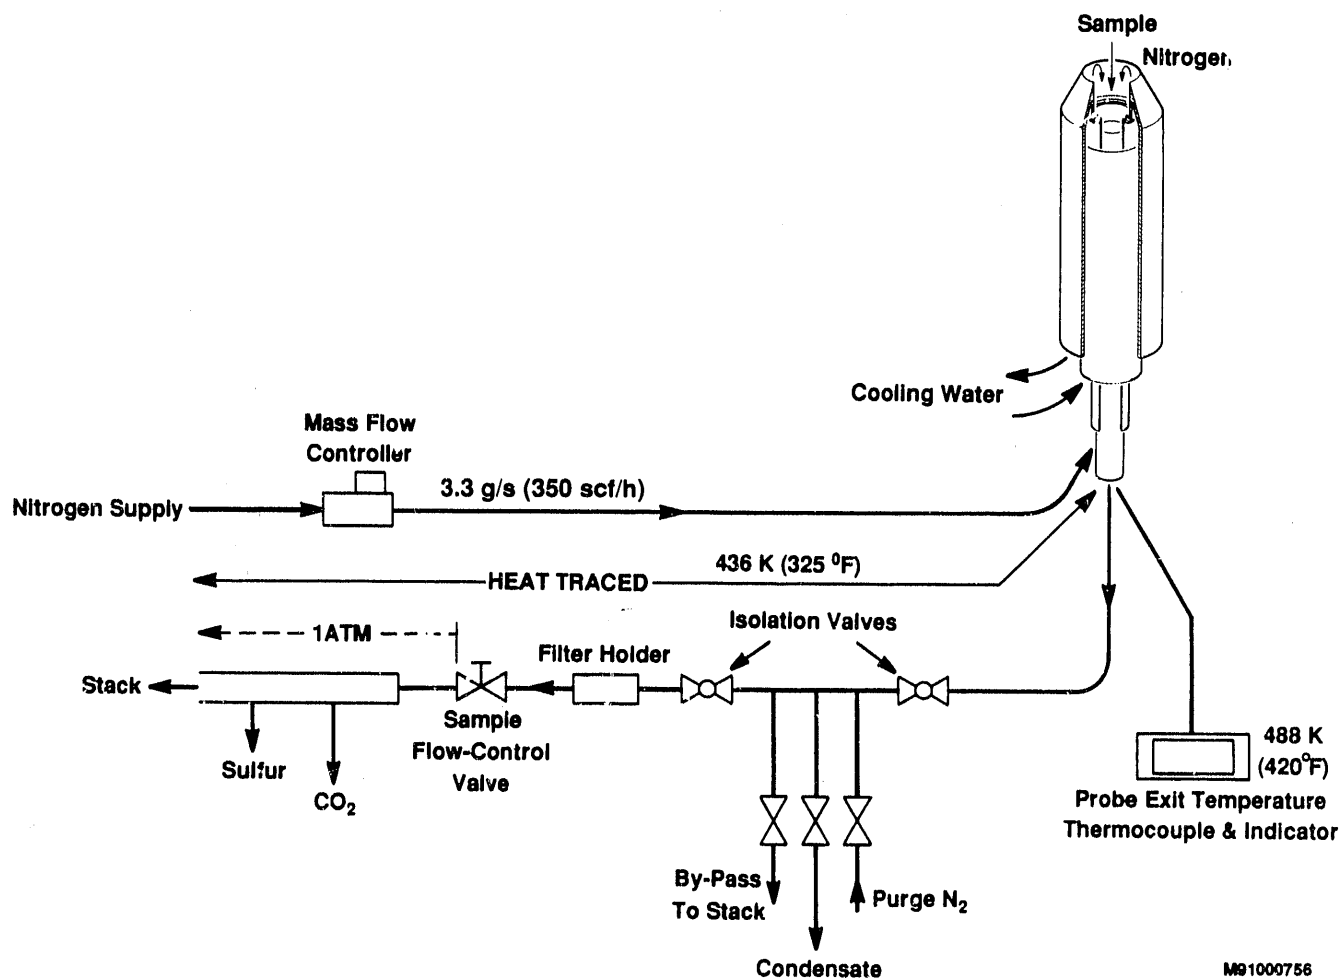 Sample
Nitrogen
Cooling Water
Mass Flow
Controller
3.3 g/s (350 scf/h)
Nitrogen Supply
436 K (325 ⁰F)
HEAT TRACED
1ATM
Isolation Valves
Filter Holder
Stack
Sample
Flow-Control
Valve
Sulfur
CO₂
488 K
(420°F)
Probe Exit Temperature
Thermocouple & Indicator
By-Pass
To Stack
Purge N₂
Condensate
M91000756